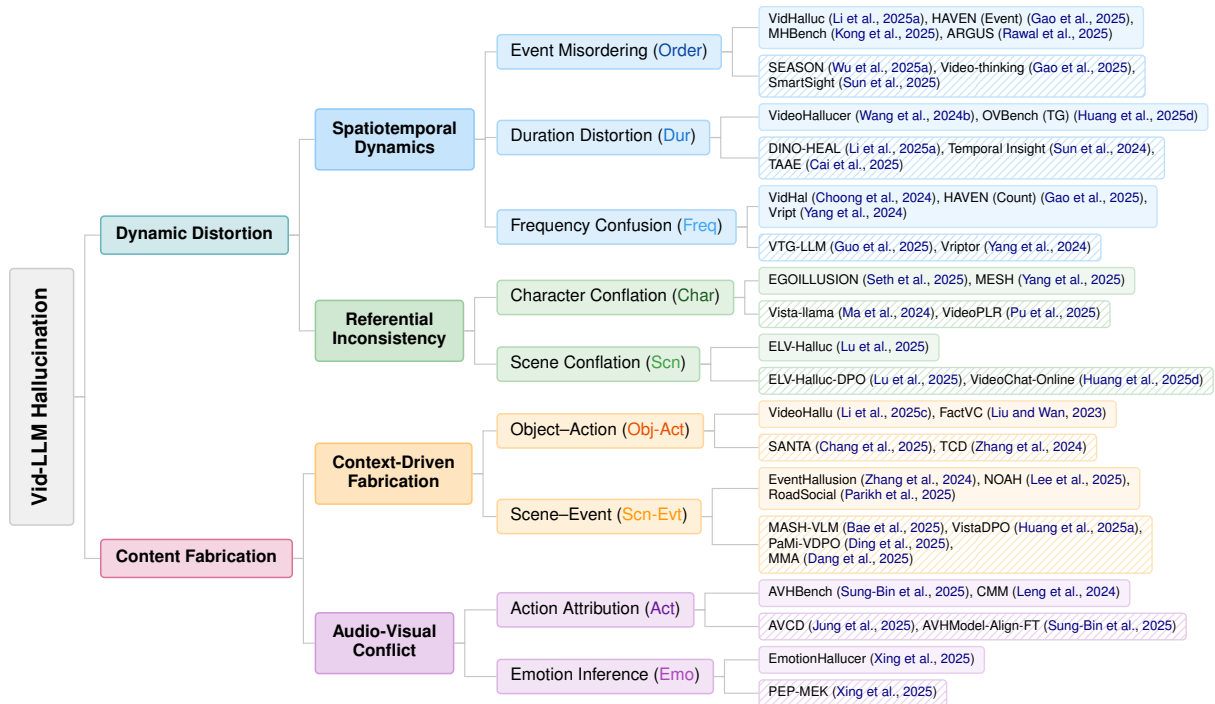 Vid-LLM Hallucination
Dynamic Distortion
Spatiotemporal
Dynamics
Event Misordering (Order)
VidHalluc (Li et al., 2025a), HAVEN (Event) (Gao et al., 2025),
MHBench (Kong et al., 2025), ARGUS (Rawal et al., 2025)
SEASON (Wu et al., 2025a), Video-thinking (Gao et al., 2025),
SmartSight (Sun et al., 2025)
Duration Distortion (Dur)
VideoHallucer (Wang et al., 2024b), OVBench (TG) (Huang et al., 2025d)
DINO-HEAL (Li et al., 2025a), Temporal Insight (Sun et al., 2024),
TAAE (Cai et al., 2025)
Frequency Confusion (Freq)
VidHal (Choong et al., 2024), HAVEN (Count) (Gao et al., 2025),
Vript (Yang et al., 2024)
VTG-LLM (Guo et al., 2025), Vriptor (Yang et al., 2024)
Referential
Inconsistency
Character Conflation (Char)
EGOILLUSION (Seth et al., 2025), MESH (Yang et al., 2025)
Vista-llama (Ma et al., 2024), VideoPLR (Pu et al., 2025)
Scene Conflation (Scn)
ELV-Halluc (Lu et al., 2025)
ELV-Halluc-DPO (Lu et al., 2025), VideoChat-Online (Huang et al., 2025d)
Content Fabrication
Context-Driven
Fabrication
Object–Action (Obj-Act)
VideoHallu (Li et al., 2025c), FactVC (Liu and Wan, 2023)
SANTA (Chang et al., 2025), TCD (Zhang et al., 2024)
Scene–Event (Scn-Evt)
EventHallusion (Zhang et al., 2024), NOAH (Lee et al., 2025),
RoadSocial (Parikh et al., 2025)
MASH-VLM (Bae et al., 2025), VistaDPO (Huang et al., 2025a),
PaMi-VDPO (Ding et al., 2025),
MMA (Dang et al., 2025)
Audio-Visual
Conflict
Action Attribution (Act)
AVHBench (Sung-Bin et al., 2025), CMM (Leng et al., 2024)
AVCD (Jung et al., 2025), AVHModel-Align-FT (Sung-Bin et al., 2025)
Emotion Inference (Emo)
EmotionHallucer (Xing et al., 2025)
PEP-MEK (Xing et al., 2025)